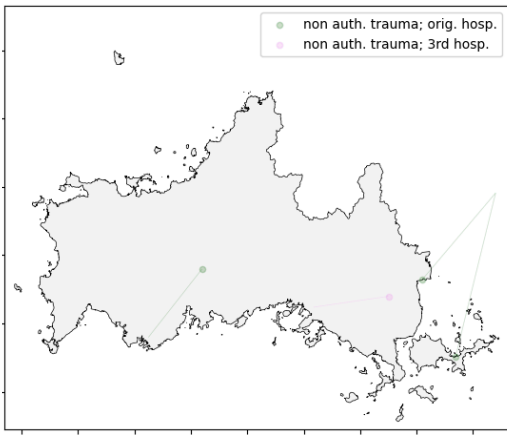 non auth. trauma; orig. hosp.
non auth. trauma; 3rd hosp.